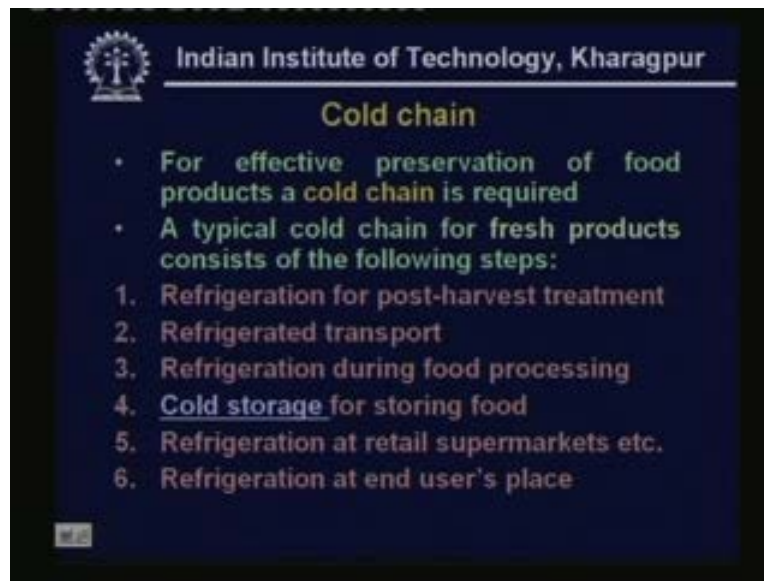 Indian Institute of Technology, Kharagpur
Cold chain
• For effective preservation of food
products a cold chain is required
• A typical cold chain for fresh products
consists of the following steps:
1. Refrigeration for post-harvest treatment
2. Refrigerated transport
3. Refrigeration during food processing
4. Cold storage for storing food
5. Refrigeration at retail supermarkets etc.
6. Refrigeration at end user's place